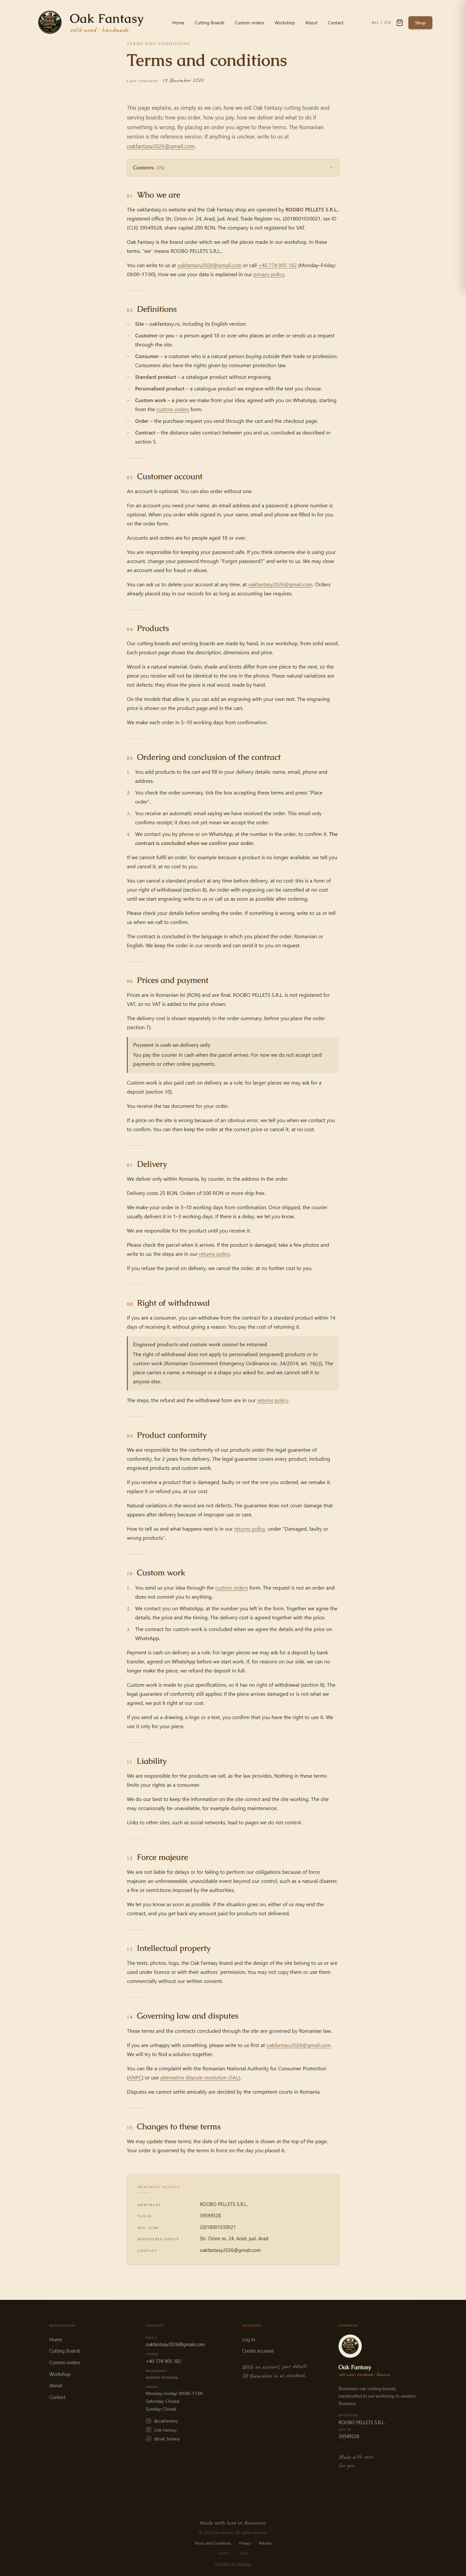 Oak Fantasy
solid wood · handmade
Home Cutting Boards Custom orders Workshop About Contact
RO | EN
Shop
TERMS AND CONDITIONS
Terms and conditions
LAST UPDATED
This page explains, as simply as we can, how we sell Oak Fantasy cutting boards and
serving boards: how you order, how you pay, how we deliver and what to do if
something is wrong. By placing an order you agree to these terms. The Romanian
version is the reference version. If anything is unclear, write to us at
oakfantasy2026@gmail.com.
Contents (15)
01 Who we are
The oakfantasy.ro website and the Oak Fantasy shop are operated by ROOBO PELLETS S.R.L.,
registered office Str. Orion nr. 24, Arad, jud. Arad. Trade Register no. J2018001030021, tax ID
(CUI) 39549528, share capital 200 RON. The company is not registered for VAT.
Oak Fantasy is the brand under which we sell the pieces made in our workshop. In these
terms, "we" means ROOBO PELLETS S.R.L..
You can write to us at oakfantasy2026@gmail.com or call +40 774 905 182 (Monday–Friday:
09:00–17:00). How we use your data is explained in our privacy policy.
02 Definitions
– Site – oakfantasy.ro, including its English version.
– Customer or you – a person aged 18 or over who places an order or sends us a request
through the site.
– Consumer – a customer who is a natural person buying outside their trade or profession.
Consumers also have the rights given by consumer protection law.
– Standard product – a catalogue product without engraving.
– Personalised product – a catalogue product we engrave with the text you choose.
– Custom work – a piece we make from your idea, agreed with you on WhatsApp, starting
from the custom orders form.
– Order – the purchase request you send through the cart and the checkout page.
– Contract – the distance sales contract between you and us, concluded as described in
section 5.
03 Customer account
An account is optional. You can also order without one.
For an account you need your name, an email address and a password; a phone number is
optional. When you order while signed in, your name, email and phone are filled in for you
on the order form.
Accounts and orders are for people aged 18 or over.
You are responsible for keeping your password safe. If you think someone else is using your
account, change your password through "Forgot password?" and write to us. We may close
an account used for fraud or abuse.
You can ask us to delete your account at any time, at oakfantasy2026@gmail.com. Orders
already placed stay in our records for as long as accounting law requires.
04 Products
Our cutting boards and serving boards are made by hand, in our workshop, from solid wood.
Each product page shows the description, dimensions and price.
Wood is a natural material. Grain, shade and knots differ from one piece to the next, so the
piece you receive will not be identical to the one in the photos. These natural variations are
not defects: they show the piece is real wood, made by hand.
On the models that allow it, you can add an engraving with your own text. The engraving
price is shown on the product page and in the cart.
We make each order in 5–10 working days from confirmation.
05 Ordering and conclusion of the contract
1. You add products to the cart and fill in your delivery details: name, email, phone and
address.
2. You check the order summary, tick the box accepting these terms and press "Place
order".
3. You receive an automatic email saying we have received the order. This email only
confirms receipt; it does not yet mean we accept the order.
4. We contact you by phone or on WhatsApp, at the number in the order, to confirm it. The
contract is concluded when we confirm your order.
If we cannot fulfil an order, for example because a product is no longer available, we tell you
and cancel it, at no cost to you.
You can cancel a standard product at any time before delivery, at no cost: this is a form of
your right of withdrawal (section 8). An order with engraving can be cancelled at no cost
until we start engraving: write to us or call us as soon as possible after ordering.
Please check your details before sending the order. If something is wrong, write to us or tell
us when we call to confirm.
The contract is concluded in the language in which you placed the order, Romanian or
English. We keep the order in our records and can send it to you on request.
06 Prices and payment
Prices are in Romanian lei (RON) and are final. ROOBO PELLETS S.R.L. is not registered for
VAT, so no VAT is added to the price shown.
The delivery cost is shown separately in the order summary, before you place the order
(section 7).
Payment is cash on delivery only
You pay the courier in cash when the parcel arrives. For now we do not accept card
payments or other online payments.
Custom work is also paid cash on delivery as a rule; for larger pieces we may ask for a
deposit (section 10).
You receive the tax document for your order.
If a price on the site is wrong because of an obvious error, we tell you when we contact you
to confirm. You can then keep the order at the correct price or cancel it, at no cost.
07 Delivery
We deliver only within Romania, by courier, to the address in the order.
Delivery costs 25 RON. Orders of 500 RON or more ship free.
We make your order in 5–10 working days from confirmation. Once shipped, the courier
usually delivers it in 1–3 working days. If there is a delay, we let you know.
We are responsible for the product until you receive it.
Please check the parcel when it arrives. If the product is damaged, take a few photos and
write to us; the steps are in our returns policy.
If you refuse the parcel on delivery, we cancel the order, at no further cost to you.
08 Right of withdrawal
If you are a consumer, you can withdraw from the contract for a standard product within 14
days of receiving it, without giving a reason. You pay the cost of returning it.
Engraved products and custom work cannot be returned
The right of withdrawal does not apply to personalised (engraved) products or to
custom work (Romanian Government Emergency Ordinance no. 34/2014, art. 16(c)). The
piece carries a name, a message or a shape you asked for, and we cannot sell it to
anyone else.
The steps, the refund and the withdrawal form are in our returns policy.
09 Product conformity
We are responsible for the conformity of our products under the legal guarantee of
conformity, for 2 years from delivery. The legal guarantee covers every product, including
engraved products and custom work.
If you receive a product that is damaged, faulty or not the one you ordered, we remake it,
replace it or refund you, at our cost.
Natural variations in the wood are not defects. The guarantee does not cover damage that
appears after delivery because of improper use or care.
How to tell us and what happens next is in our returns policy, under "Damaged, faulty or
wrong products".
10 Custom work
1. You send us your idea through the custom orders form. The request is not an order and
does not commit you to anything.
2. We contact you on WhatsApp, at the number you left in the form. Together we agree the
details, the price and the timing. The delivery cost is agreed together with the price.
3. The contract for custom work is concluded when we agree the details and the price on
WhatsApp.
Payment is cash on delivery as a rule. For larger pieces we may ask for a deposit by bank
transfer, agreed on WhatsApp before we start work. If, for reasons on our side, we can no
longer make the piece, we refund the deposit in full.
Custom work is made to your specifications, so it has no right of withdrawal (section 8). The
legal guarantee of conformity still applies: if the piece arrives damaged or is not what we
agreed, we put it right at our cost.
If you send us a drawing, a logo or a text, you confirm that you have the right to use it. We
use it only for your piece.
11 Liability
We are responsible for the products we sell, as the law provides. Nothing in these terms
limits your rights as a consumer.
We do our best to keep the information on the site correct and the site working. The site
may occasionally be unavailable, for example during maintenance.
Links to other sites, such as social networks, lead to pages we do not control.
12 Force majeure
We are not liable for delays or for failing to perform our obligations because of force
majeure: an unforeseeable, unavoidable event beyond our control, such as a natural disaster,
a fire or restrictions imposed by the authorities.
We let you know as soon as possible. If the situation goes on, either of us may end the
contract, and you get back any amount paid for products not delivered.
13 Intellectual property
The texts, photos, logo, the Oak Fantasy brand and the design of the site belong to us or are
used under licence or with their authors' permission. You may not copy them or use them
commercially without our written consent.
14 Governing law and disputes
These terms and the contracts concluded through the site are governed by Romanian law.
If you are unhappy with something, please write to us first at oakfantasy2026@gmail.com.
We will try to find a solution together.
You can file a complaint with the Romanian National Authority for Consumer Protection
(ANPC) or use alternative dispute resolution (SAL).
Disputes we cannot settle amicably are decided by the competent courts in Romania.
15 Changes to these terms
We may update these terms; the date of the last update is shown at the top of the page.
Your order is governed by the terms in force on the day you placed it.
MERCHANT DETAILS
MERCHANT ROOBO PELLETS S.R.L.
TAX ID 39549528
REG. COM. J2018001030021
REGISTERED OFFICE Str. Orion nr. 24, Arad, jud. Arad
CONTACT oakfantasy2026@gmail.com
NAVIGATION
Home
Cutting Boards
Custom orders
Workshop
About
Contact
CONTACT
EMAIL
oakfantasy2026@gmail.com
PHONE
+40 774 905 182
WORKSHOP
western Romania
HOURS
Monday–Friday: 09:00–17:00
Saturday: Closed
Sunday: Closed
@oakfantasy
Oak Fantasy
@oak_fantasy
ACCOUNT
Log in
Create account
With an account, your details
fill themselves in at checkout.
COMPANY
Oak Fantasy
solid wood · handmade · Romania
Romanian oak cutting boards,
handcrafted in our workshop in western
Romania.
OPERATOR
ROOBO PELLETS S.R.L.
TAX ID
39549528
Made with care
for you.
Made with love in Romania.
© 2026 Oak Fantasy. All rights reserved.
Terms and Conditions · Privacy · Returns